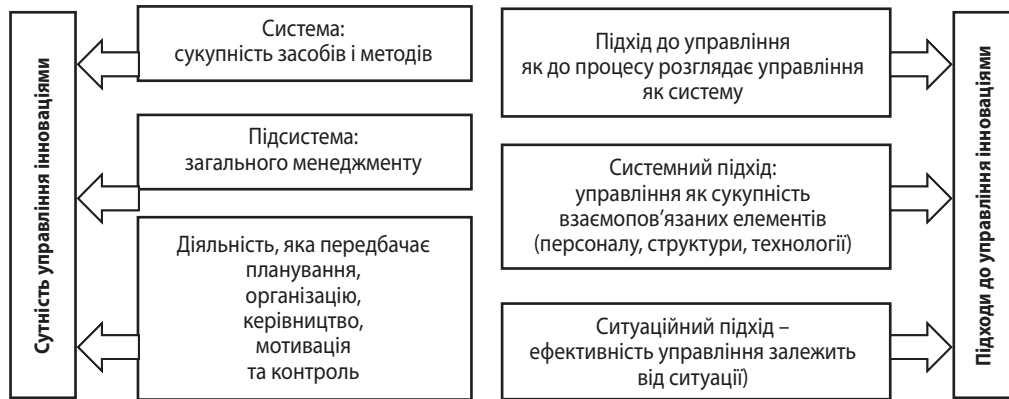 Сутність управління інноваціями
Система:
сукупність засобів і методів
Підсистема:
загального менеджменту
Діяльність, яка передбачає
планування,
організацію,
керівництво,
мотивація
та контроль
Підхід до управління
як до процесу розглядає управління
як систему
Системний підхід:
управління як сукупність
взаємопов’язаних елементів
(персоналу, структури, технології)
Ситуаційний підхід –
ефективність управління залежить
від ситуації)
Підходи до управління інноваціями